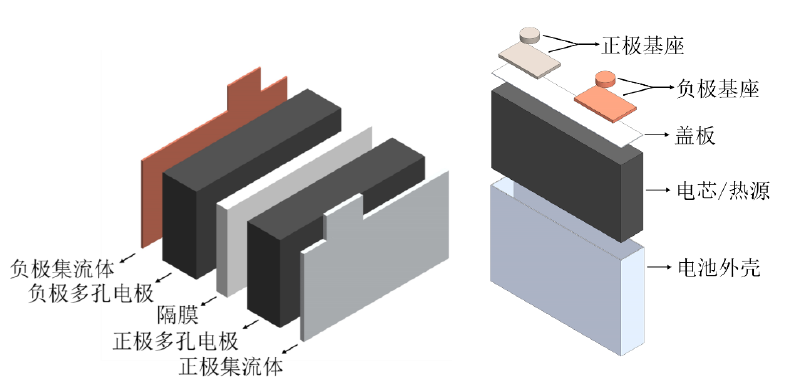 负极集流体
负极多孔电极
隔膜
正极多孔电极
正极集流体
正极基座
负极基座
盖板
电芯/热源
电池外壳